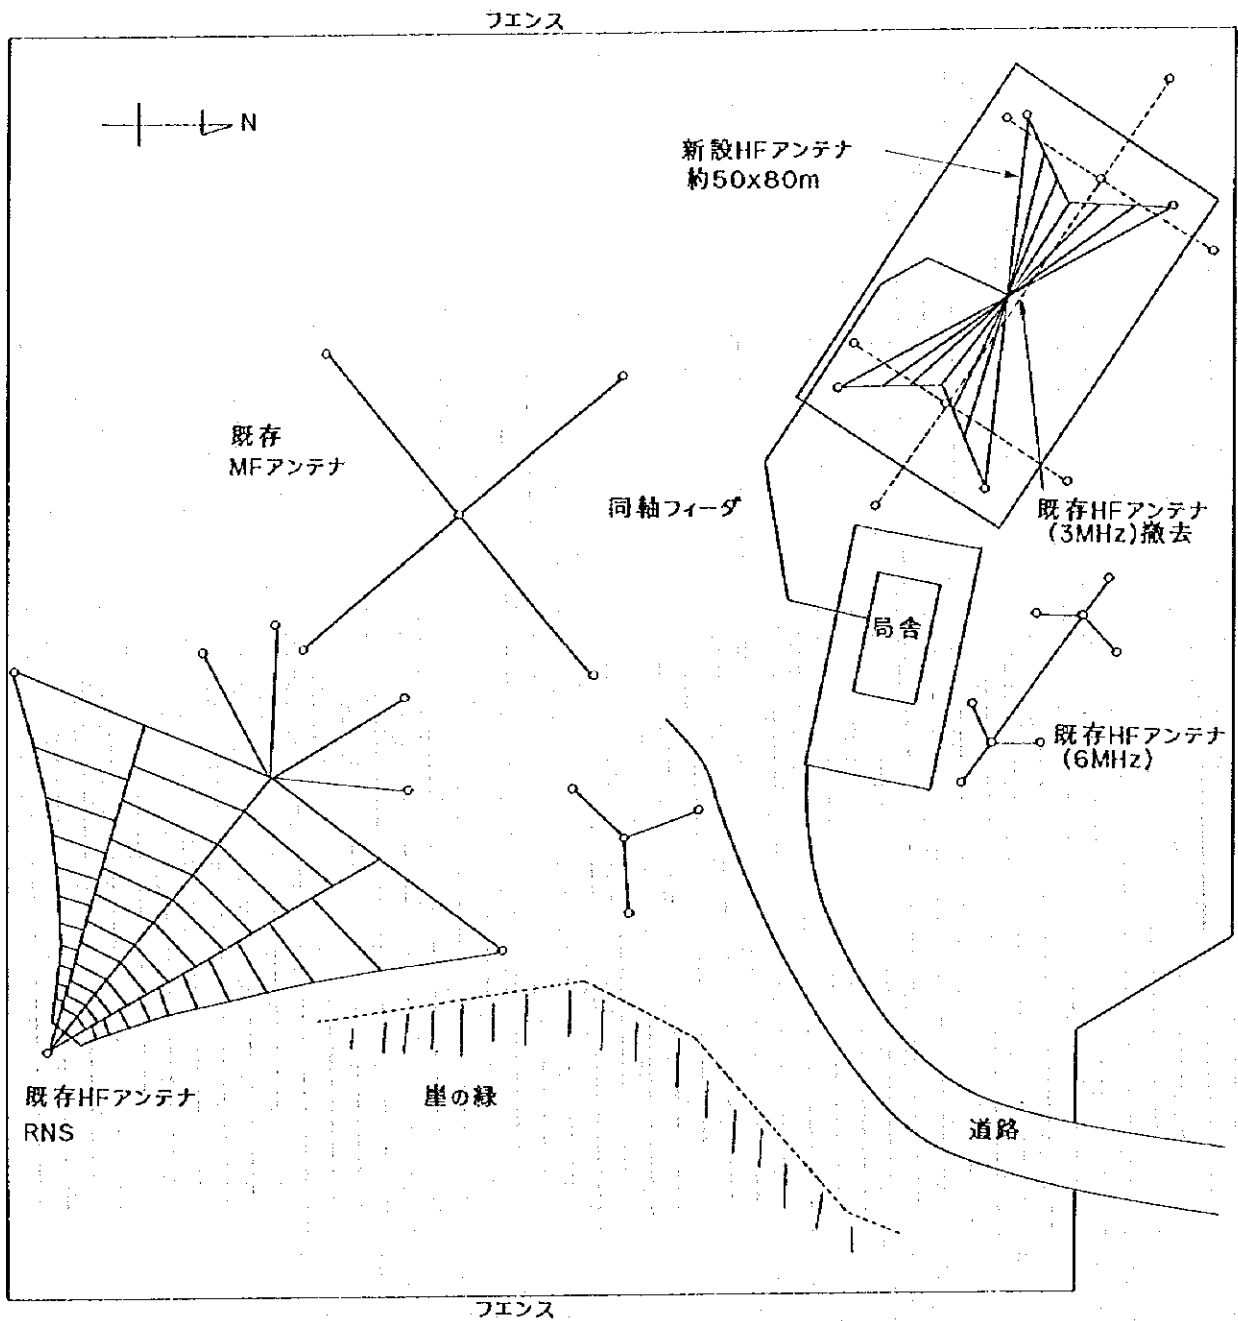 フェンス
N
新設HFアンテナ
約50x80m
既存
MFアンテナ
同軸フィーダ
既存HFアンテナ
(3MHz)撤去
局舎
既存HFアンテナ
(6MHz)
既存HFアンテナ
RNS
崖の縁
道路
フェンス